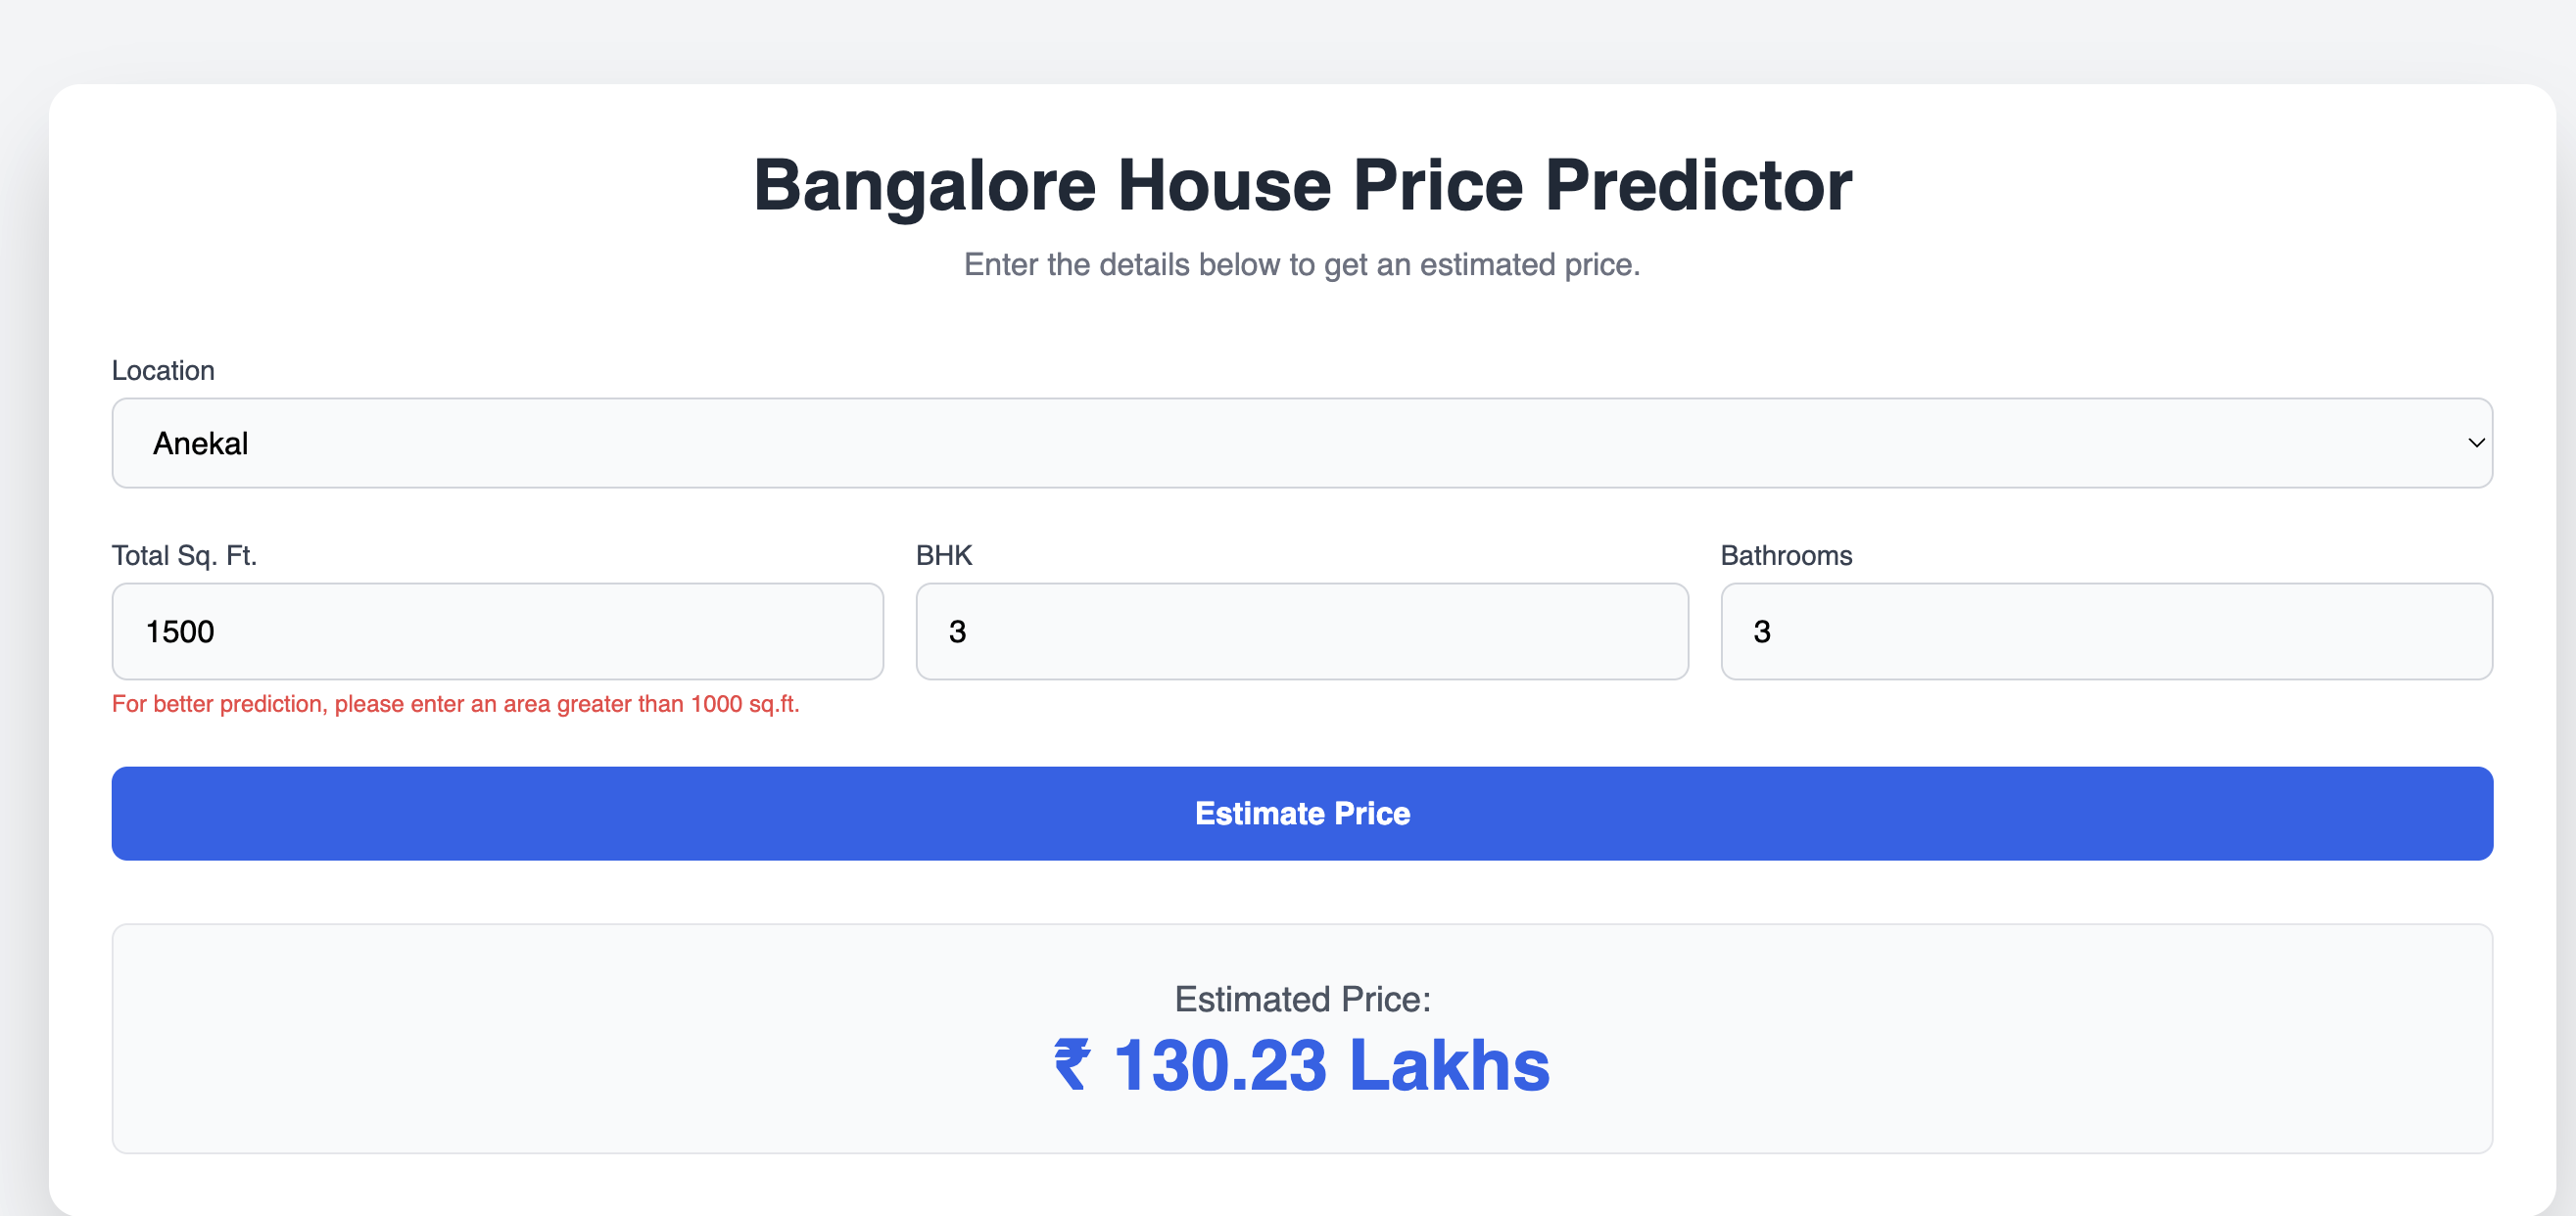 Bangalore House Price Predictor
Enter the details below to get an estimated price.
Location
Anekal
Total Sq. Ft.
BHK
Bathrooms
1500
3
3
For better prediction, please enter an area greater than 1000 sq.ft.
Estimate Price
Estimated Price:
₹ 130.23 Lakhs